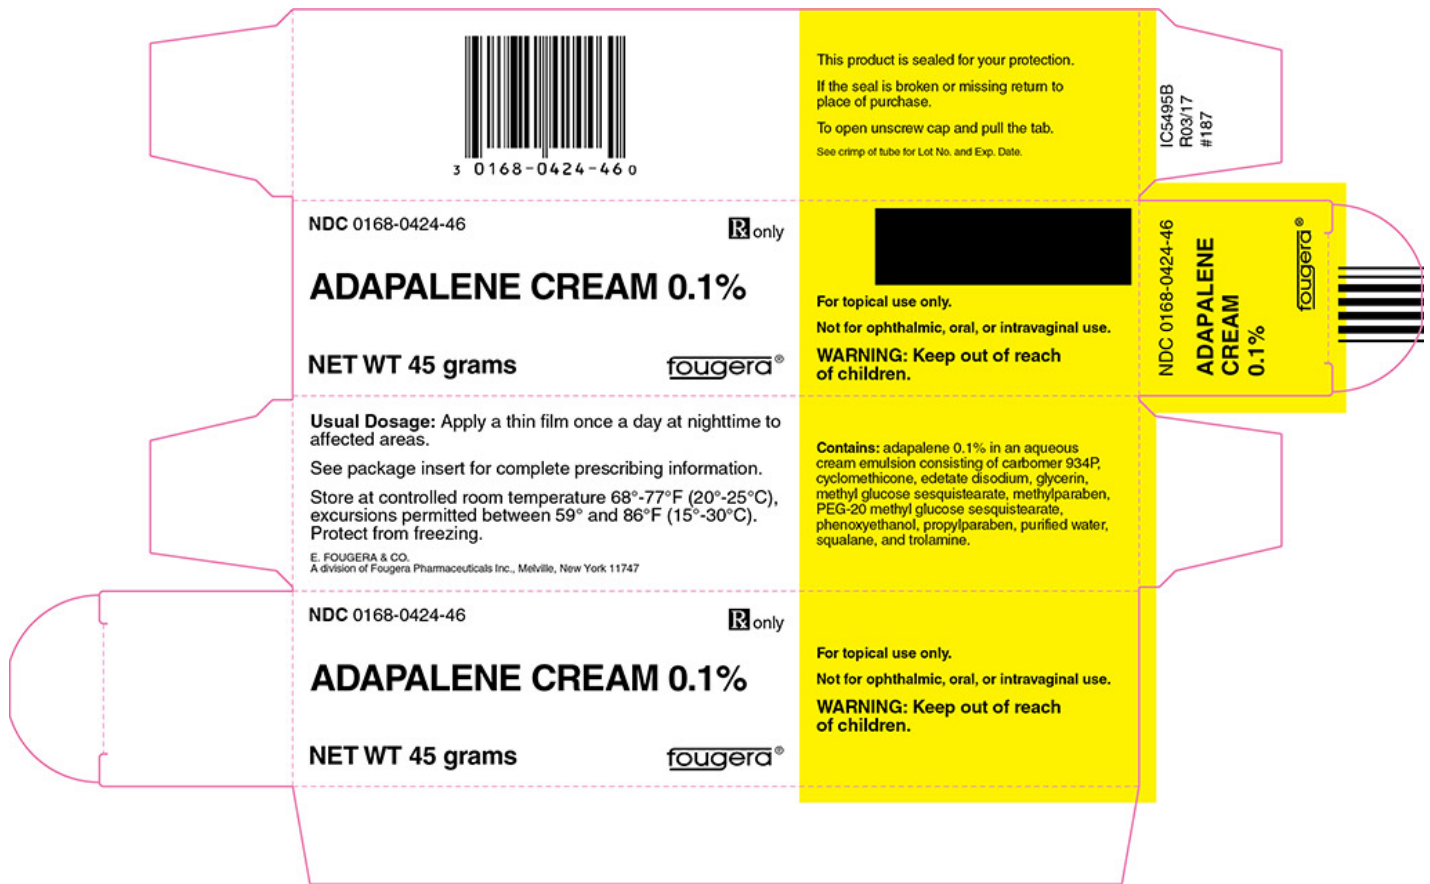 3 0168-0424-46 0
This product is sealed for your protection.
If the seal is broken or missing return to
place of purchase.
To open unscrew cap and pull the tab.
See crimp of tube for Lot No. and Exp. Date.
IC5495B
R03/17
#187
NDC 0168-0424-46
Rx only
ADAPALENE CREAM 0.1%
NET WT 45 grams
fougera®
For topical use only.
Not for ophthalmic, oral, or intravaginal use.
WARNING: Keep out of reach
of children.
NDC 0168-0424-46
ADAPALENE
CREAM
0.1%
fougera®
Usual Dosage: Apply a thin film once a day at nighttime to
affected areas.
See package insert for complete prescribing information.
Store at controlled room temperature 68°-77°F (20°-25°C),
excursions permitted between 59° and 86°F (15°-30°C).
Protect from freezing.
E. FOUGERA & CO.
A division of Fougera Pharmaceuticals Inc., Melville, New York 11747
Contains: adapalene 0.1% in an aqueous
cream emulsion consisting of carbomer 934P,
cyclomethicone, edetate disodium, glycerin,
methyl glucose sesquistearate, methylparaben,
PEG-20 methyl glucose sesquistearate,
phenoxyethanol, propylparaben, purified water,
squalane, and trolamine.
NDC 0168-0424-46
Rx only
ADAPALENE CREAM 0.1%
NET WT 45 grams
fougera®
For topical use only.
Not for ophthalmic, oral, or intravaginal use.
WARNING: Keep out of reach
of children.